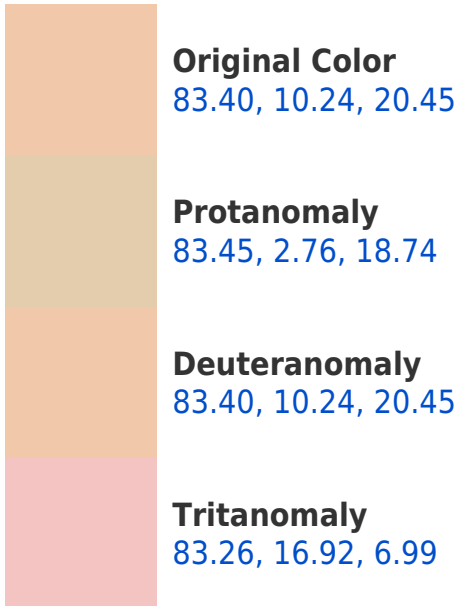 Original Color
83.40, 10.24, 20.45
Protanomaly
83.45, 2.76, 18.74
Deuteranomaly
83.40, 10.24, 20.45
Tritanomaly
83.26, 16.92, 6.99